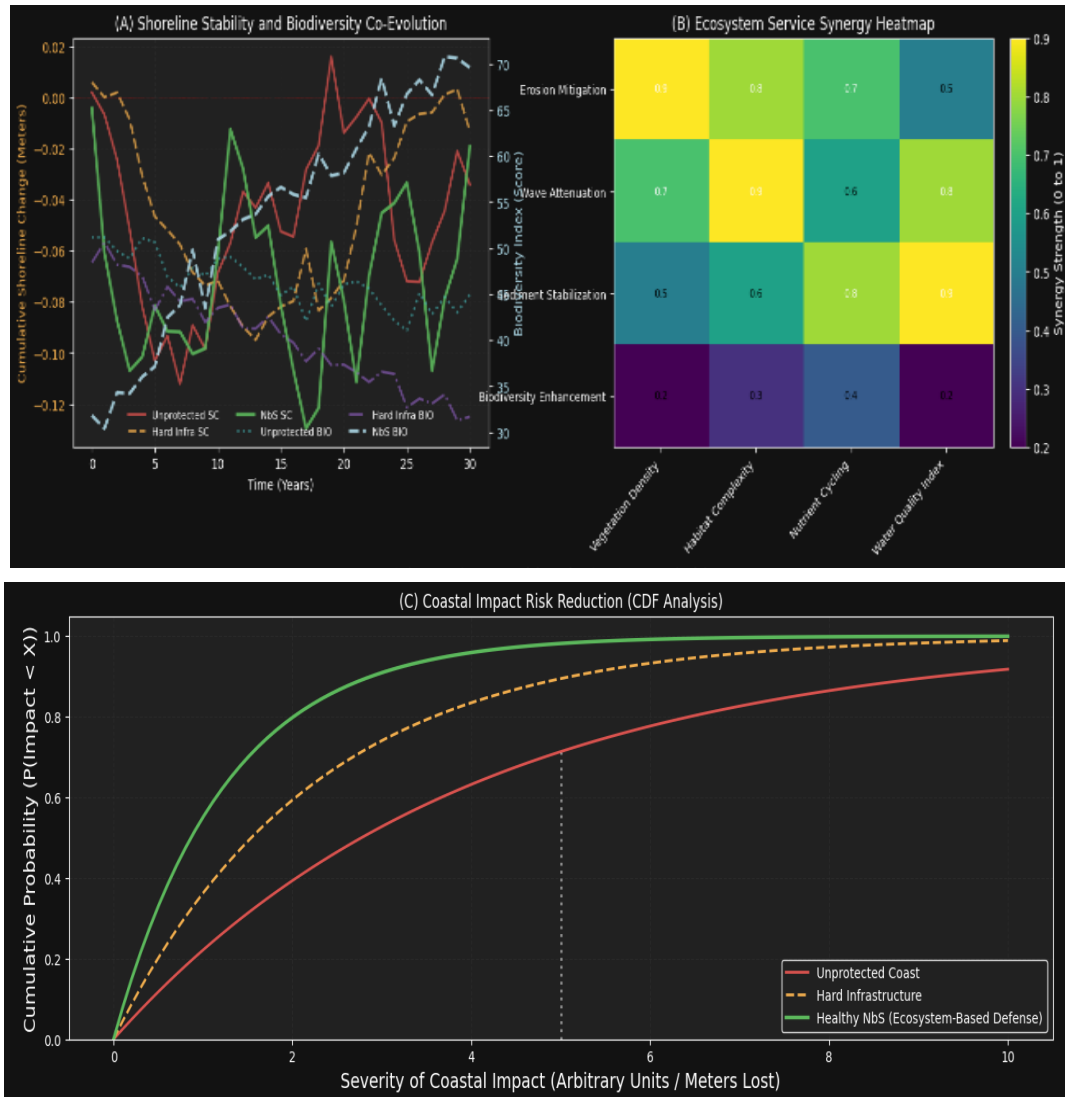 (A) Shoreline Stability and Biodiversity Co-Evolution
Cumulative Shoreline Change (Meters)
0.02
0.00
−0.02
−0.04
−0.06
−0.08
−0.10
−0.12
70
65
60
55
50
45
40
35
30
Biodiversity Index (Score)
Unprotected SC
Hard Infra SC
NbS SC
Unprotected BIO
Hard Infra BIO
NbS BIO
0 5 10 15 20 25 30
Time (Years)
(B) Ecosystem Service Synergy Heatmap
Erosion Mitigation 0.9 0.8 0.7 0.5
Wave Attenuation 0.7 0.9 0.6 0.8
Sediment Stabilization 0.5 0.6 0.8 0.9
Biodiversity Enhancement 0.2 0.3 0.4 0.2
Vegetation Density
Habitat Complexity
Nutrient Cycling
Water Quality Index
0.9
0.8
0.7
0.6
0.5
0.4
0.3
0.2
Synergy Strength (0 to 1)
(C) Coastal Impact Risk Reduction (CDF Analysis)
Cumulative Probability (P(Impact < X))
1.0
0.8
0.6
0.4
0.2
0.0
0 2 4 6 8 10
Severity of Coastal Impact (Arbitrary Units / Meters Lost)
Unprotected Coast
Hard Infrastructure
Healthy NbS (Ecosystem-Based Defense)